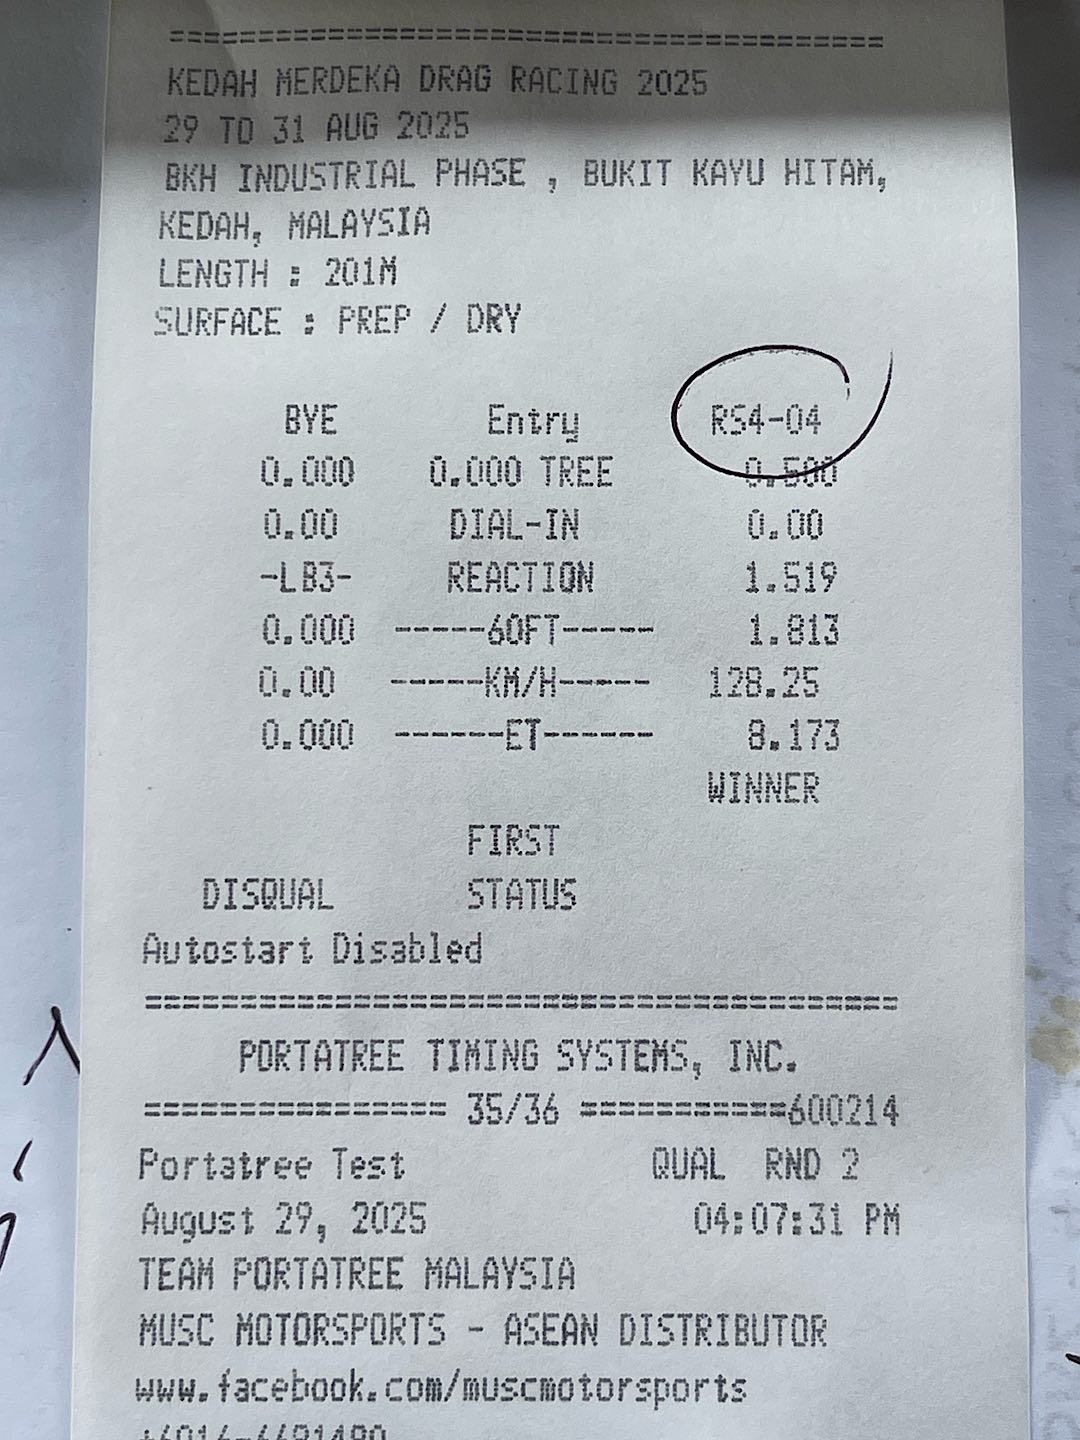 ========================================
KEDAH MERDEKA DRAG RACING 2025
29 TO 31 AUG 2025
BKH INDUSTRIAL PHASE , BUKIT KAYU HITAM,
KEDAH, MALAYSIA
LENGTH : 201M
SURFACE : PREP / DRY
BYE Entry RS4-04
0.000 0.000 TREE 0.500
0.00 DIAL-IN 0.00
-LB3- REACTION 1.519
0.000 -----60FT----- 1.813
0.00 -----KM/H----- 128.25
0.000 ------ET------ 8.173
WINNER
FIRST
DISQUAL STATUS
Autostart Disabled
==========================================
PORTATREE TIMING SYSTEMS, INC.
================ 35/36 ===========600214
Portatree Test QUAL RND 2
August 29, 2025 04:07:31 PM
TEAM PORTATREE MALAYSIA
MUSC MOTORSPORTS - ASEAN DISTRIBUTOR
www.facebook.com/muscmotorsports